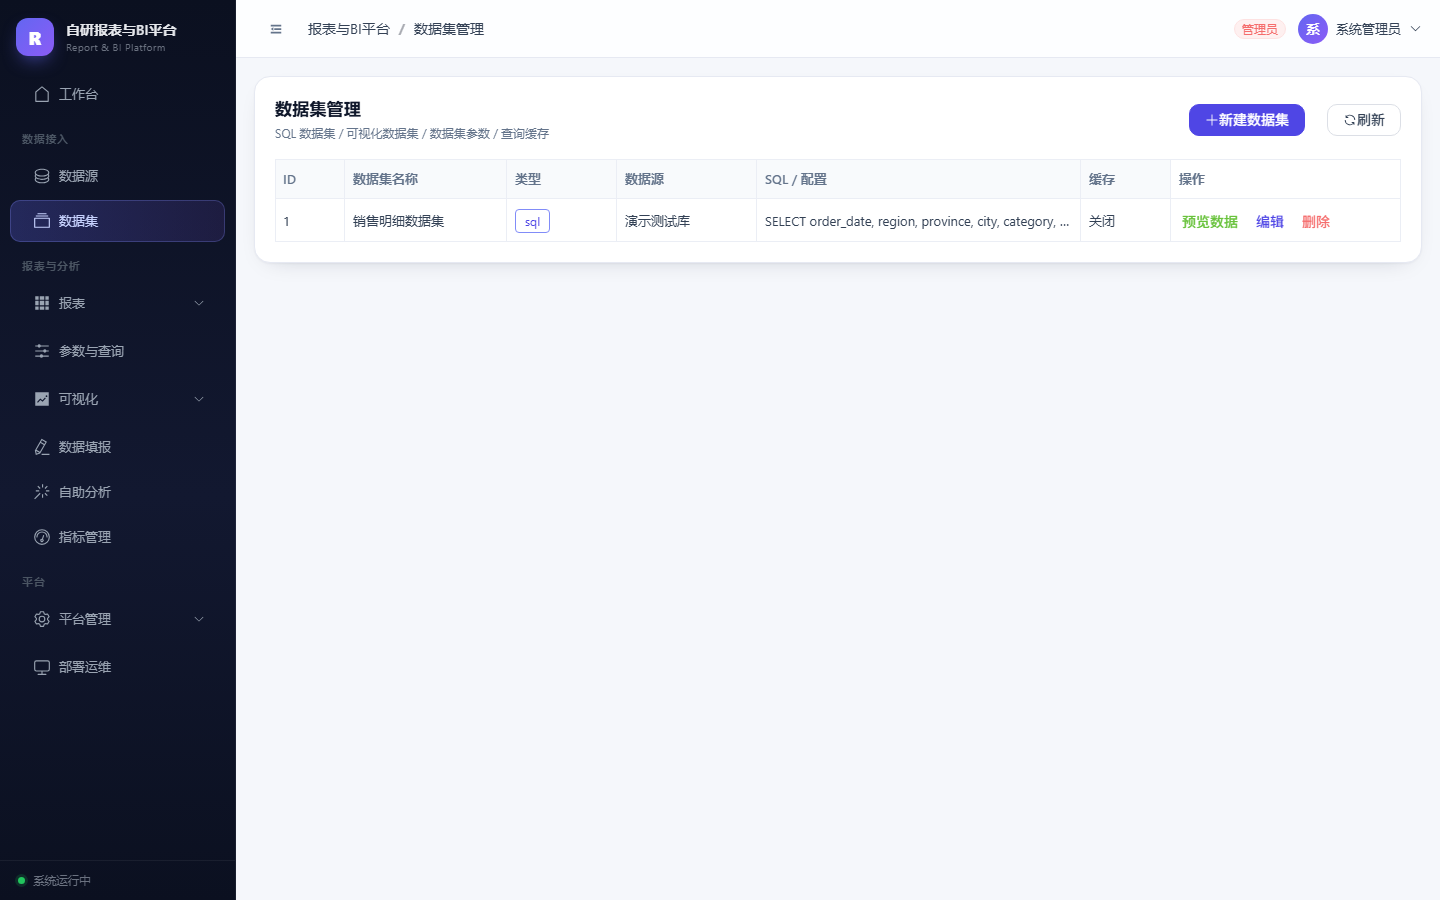 R
自研报表与BI平台
Report & BI Platform
工作台
数据接入
数据源
数据集
报表与分析
报表
参数与查询
可视化
数据填报
自助分析
指标管理
平台
平台管理
部署运维
系统运行中
报表与BI平台 / 数据集管理
管理员
系
系统管理员
数据集管理
SQL 数据集 / 可视化数据集 / 数据集参数 / 查询缓存
新建数据集
刷新
ID 数据集名称 类型 数据源 SQL / 配置 缓存 操作
1 销售明细数据集 sql 演示测试库 SELECT order_date, region, province, city, category, ... 关闭 预览数据 编辑 删除